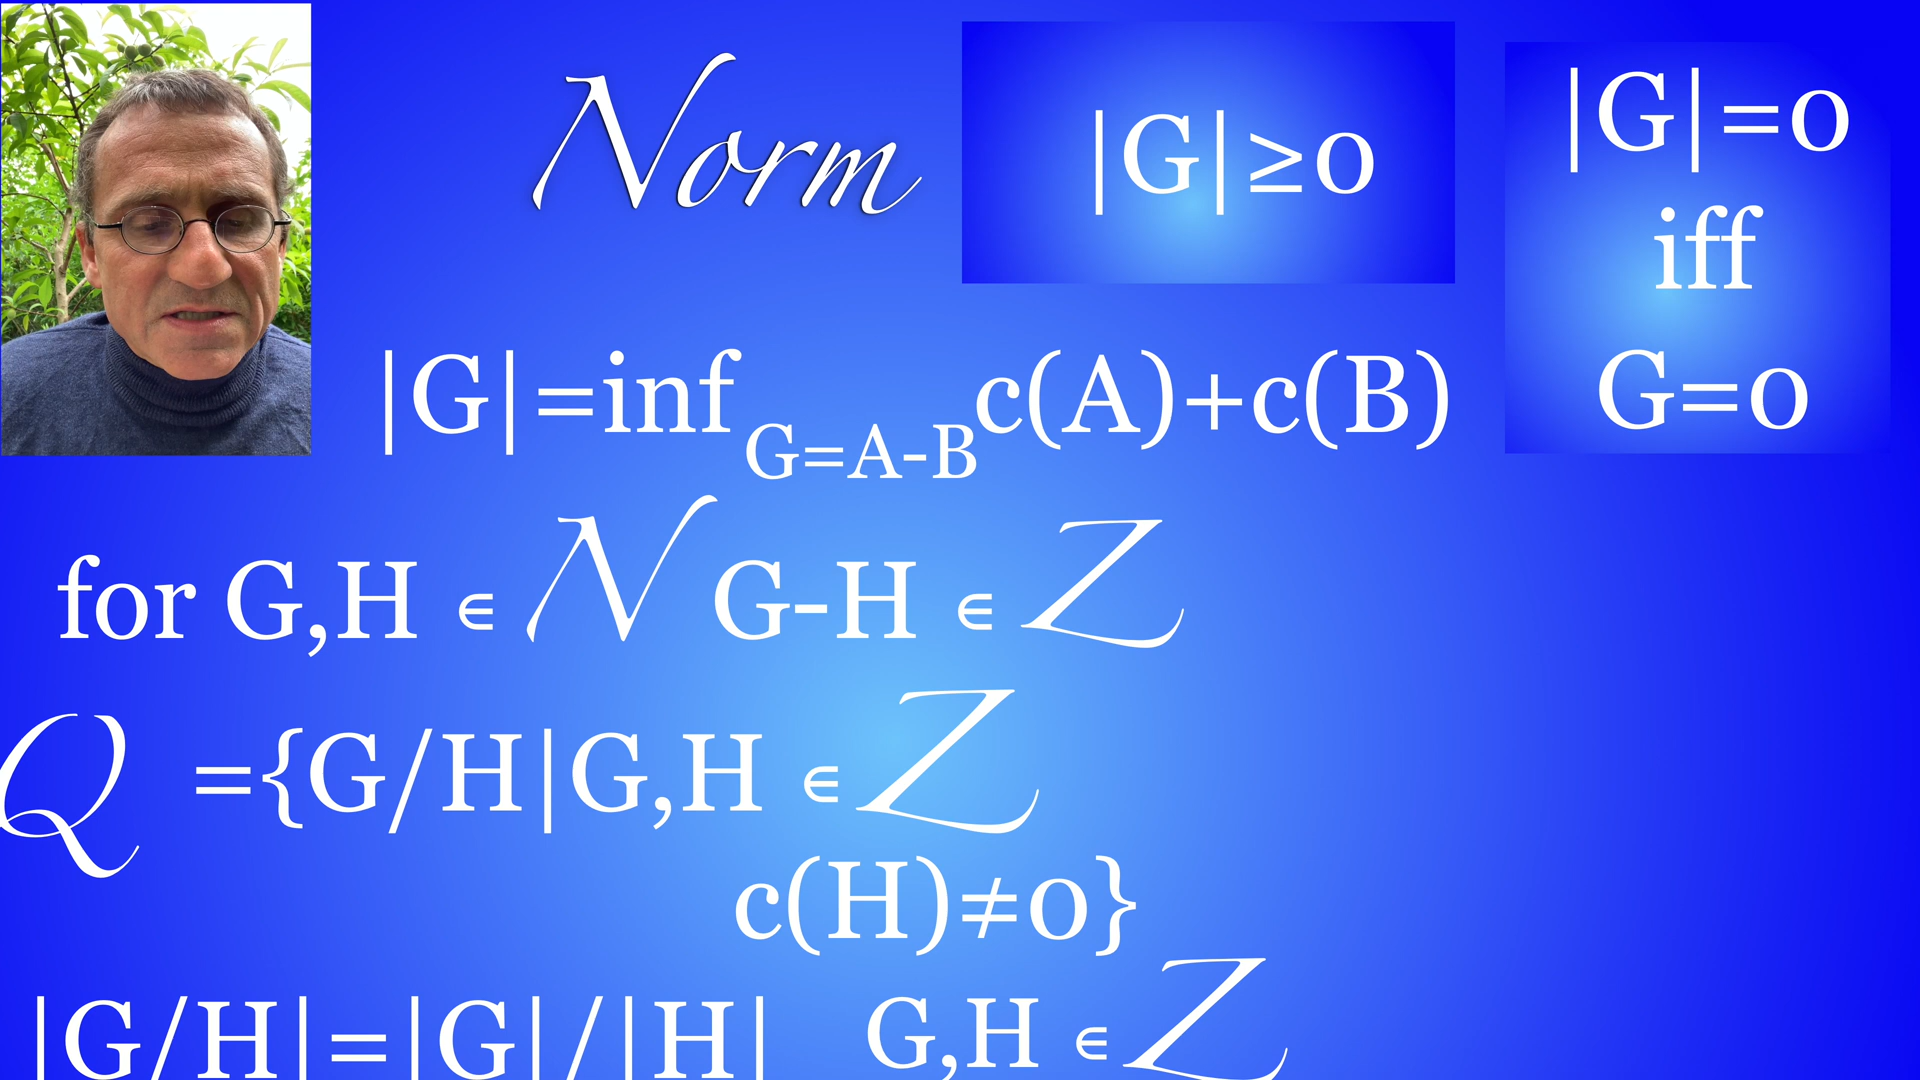 Norm
|G|≥0
|G|=0
iff
G=0
|G|=inf G=A-B c(A)+c(B)
for G,H ∈ N G-H ∈ Z
Q ={G/H|G,H ∈ Z
c(H)≠0}
|G/H|=|G|/|H| G,H ∈ Z